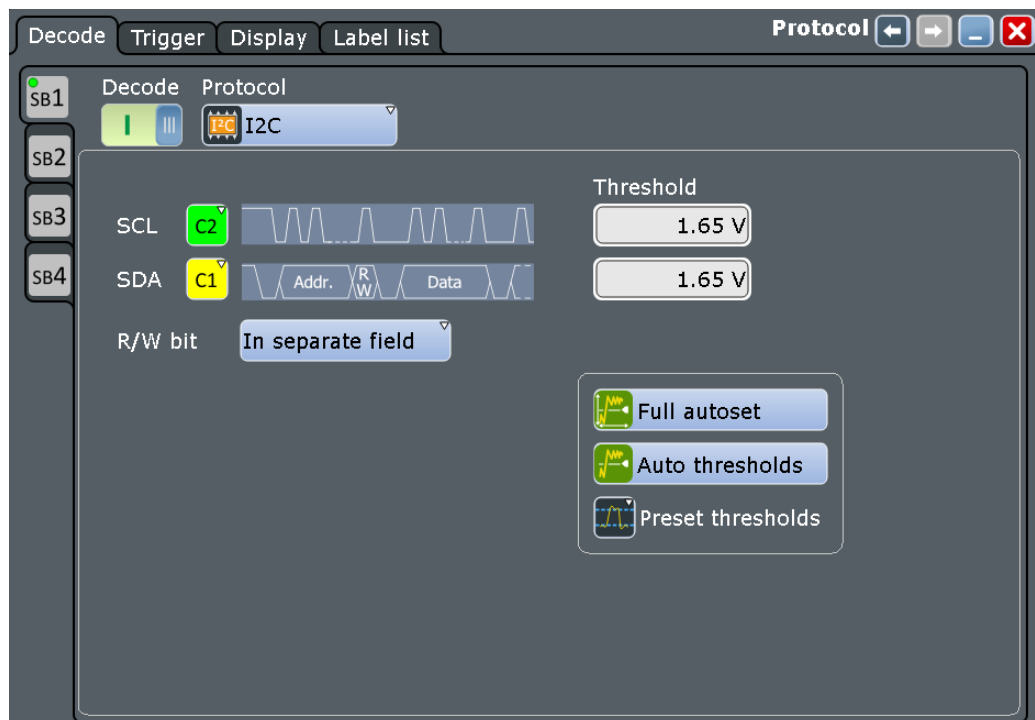 Decode Trigger Display Label list Protocol
SB1 Decode Protocol
I III I²C I2C
SB2
Threshold
SB3 SCL C2 1.65 V
SB4 SDA C1 Addr. R W Data 1.65 V
R/W bit In separate field
Full autoset
Auto thresholds
Preset thresholds